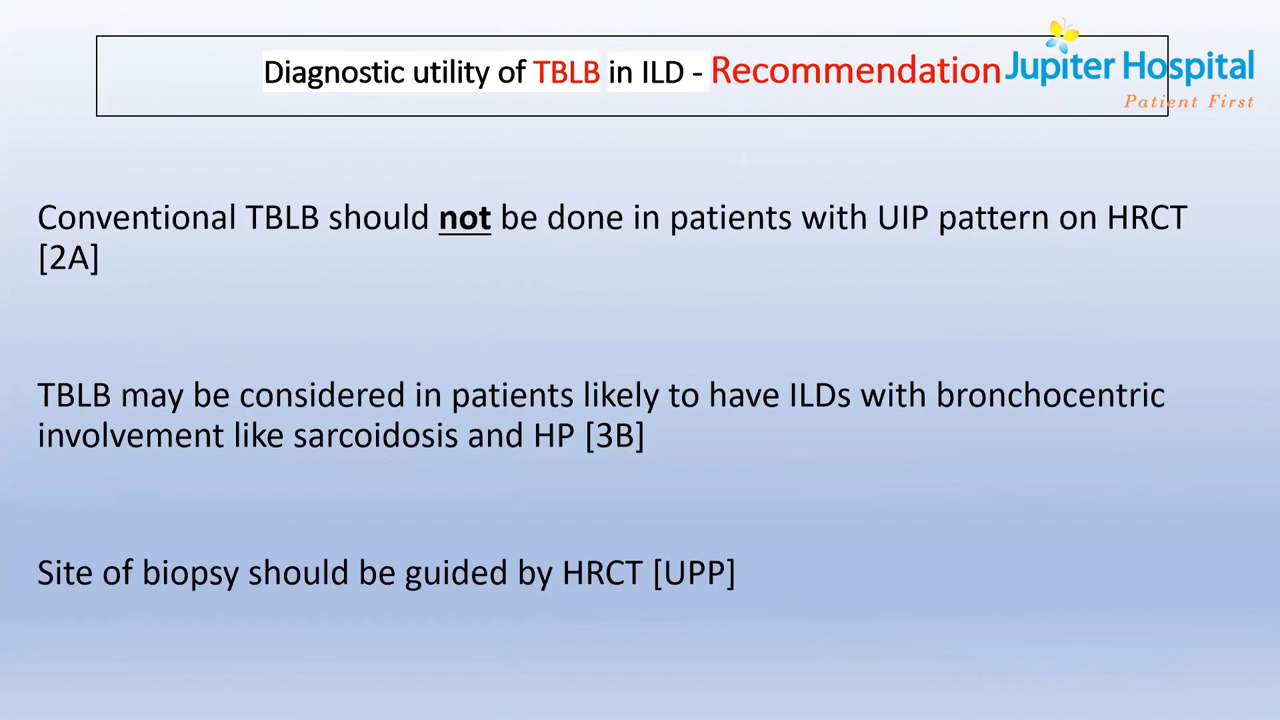 Diagnostic utility of TBLB in ILD - Recommendation
Jupiter Hospital
Patient First
Conventional TBLB should not be done in patients with UIP pattern on HRCT
[2A]
TBLB may be considered in patients likely to have ILDs with bronchocentric
involvement like sarcoidosis and HP [3B]
Site of biopsy should be guided by HRCT [UPP]